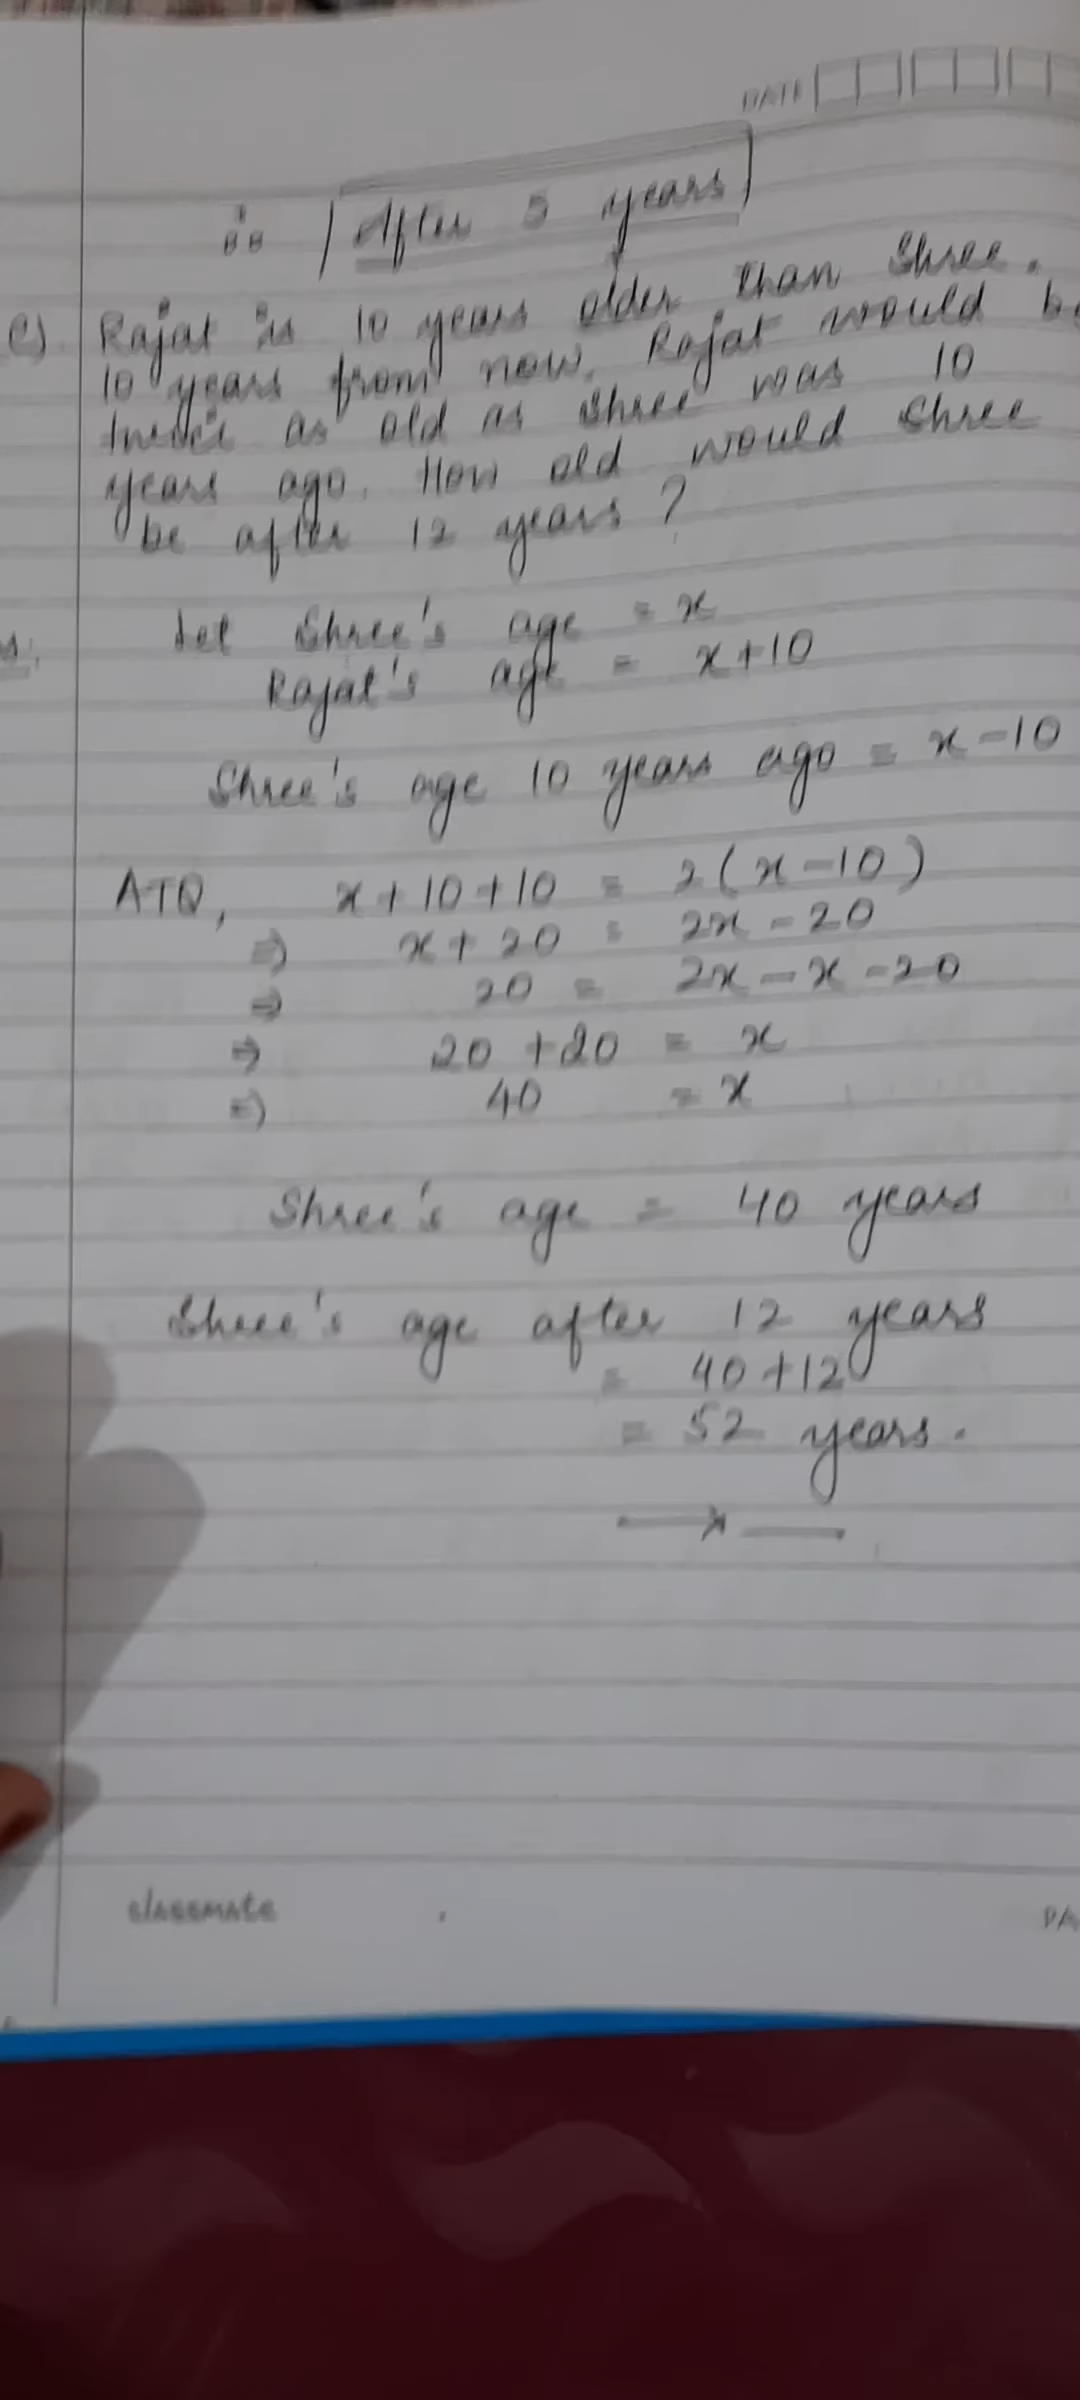 DATE
∴ After 5 years
e) Rajat is 10 years older than Shree.
10 years from now, Rajat would be
twice as old as Shree was 10
years ago. How old would Shree
be after 12 years?
Let Shree's age = x
Rajat's age = x+10
Shree's age 10 years ago = x-10
ATQ, x+10+10 = 2(x-10)
⇒ x+20 = 2x-20
⇒ 20 = 2x-x-20
⇒ 20+20 = x
⇒ 40 = x
Shree's age = 40 years
Shree's age after 12 years
= 40+12
= 52 years.
classmate
PA